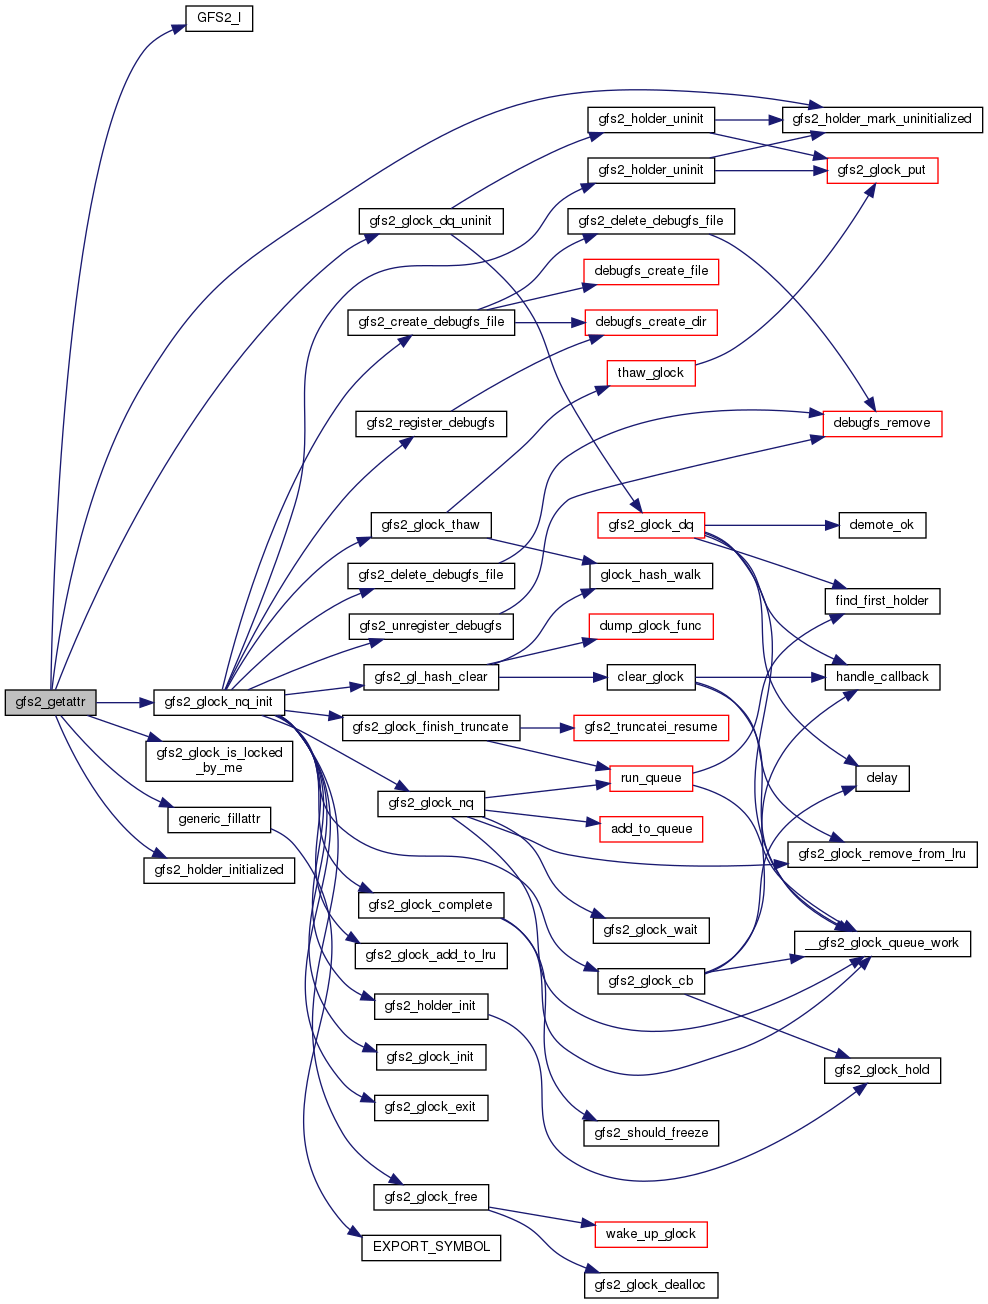 GFS2_I
gfs2_holder_uninit
gfs2_holder_mark_uninitialized
gfs2_holder_uninit
gfs2_glock_put
gfs2_glock_dq_uninit
gfs2_delete_debugfs_file
debugfs_create_file
gfs2_create_debugfs_file
debugfs_create_dir
thaw_glock
gfs2_register_debugfs
debugfs_remove
gfs2_glock_thaw
gfs2_glock_dq
demote_ok
gfs2_delete_debugfs_file
glock_hash_walk
find_first_holder
gfs2_unregister_debugfs
dump_glock_func
gfs2_gl_hash_clear
clear_glock
handle_callback
gfs2_getattr
gfs2_glock_nq_init
gfs2_glock_finish_truncate
gfs2_truncatei_resume
gfs2_glock_is_locked
_by_me
run_queue
delay
gfs2_glock_nq
generic_fillattr
add_to_queue
gfs2_glock_remove_from_lru
gfs2_holder_initialized
gfs2_glock_complete
gfs2_glock_wait
__gfs2_glock_queue_work
gfs2_glock_add_to_lru
gfs2_glock_cb
gfs2_holder_init
gfs2_glock_init
gfs2_glock_hold
gfs2_glock_exit
gfs2_should_freeze
gfs2_glock_free
wake_up_glock
EXPORT_SYMBOL
gfs2_glock_dealloc